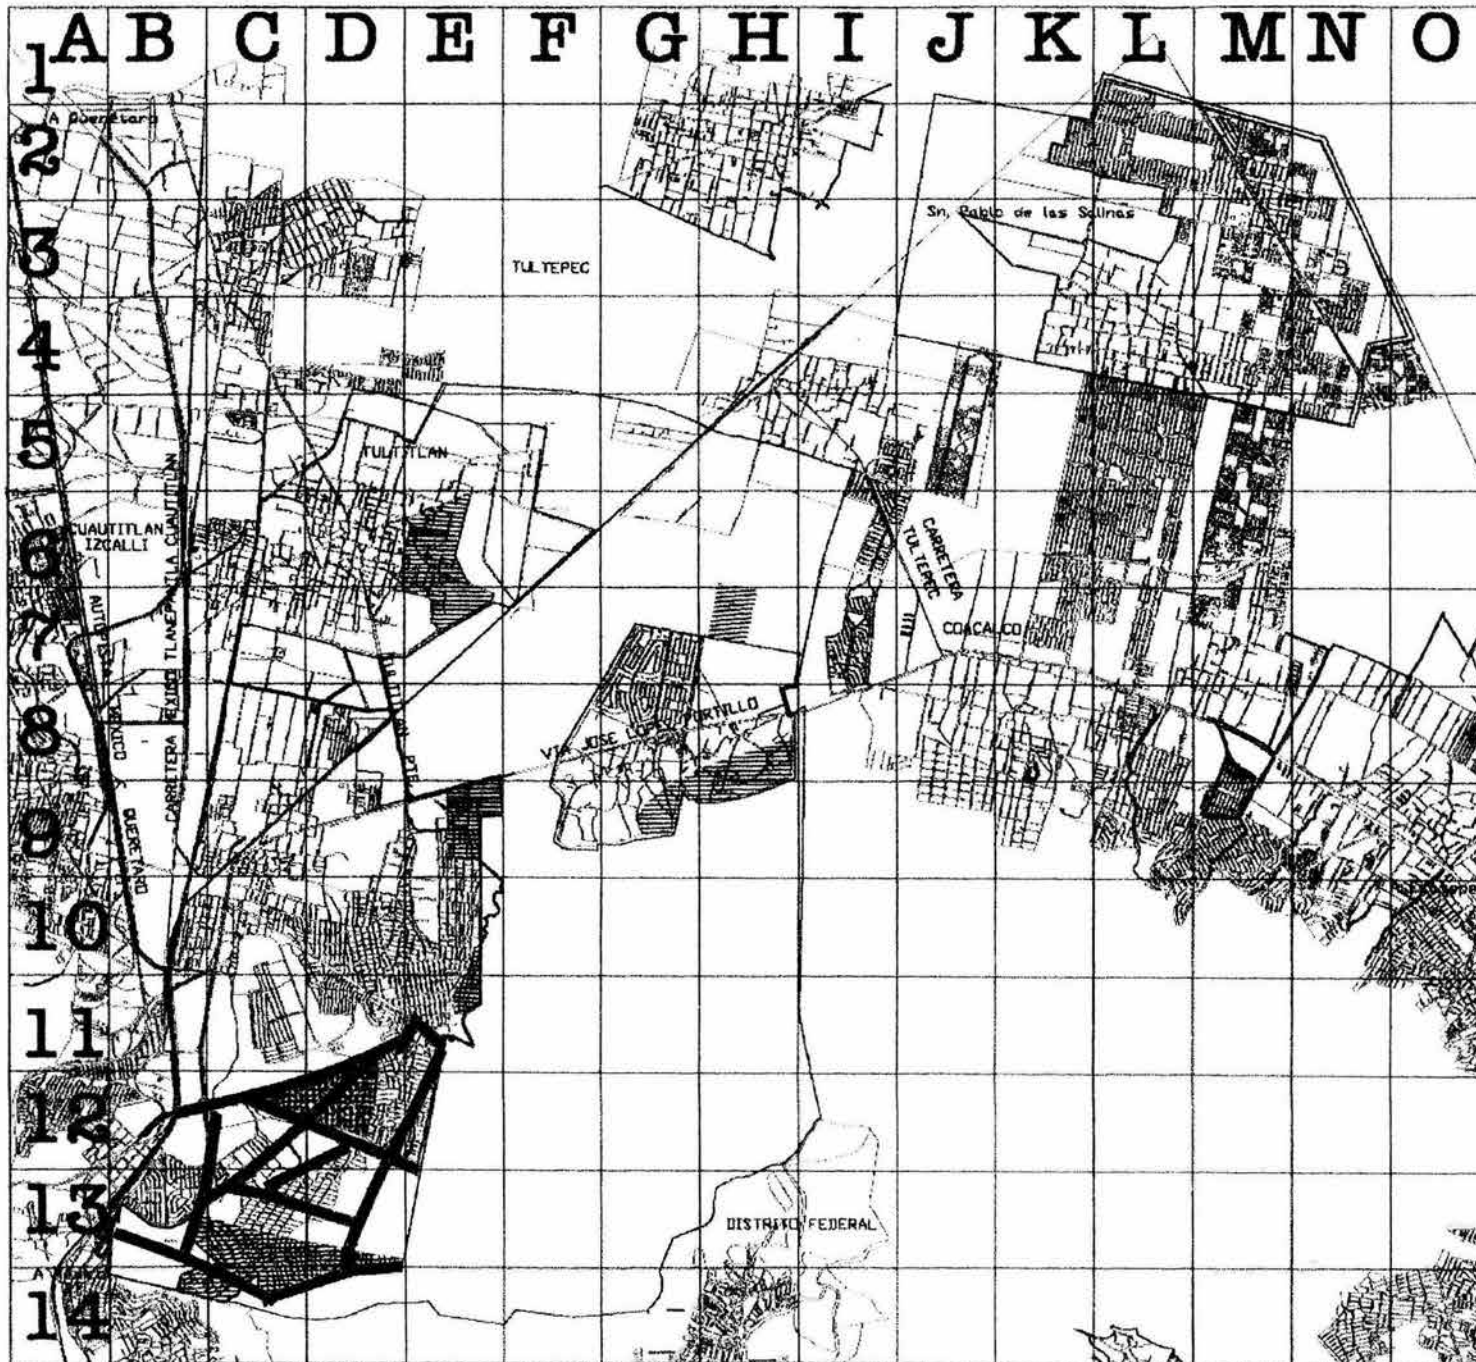 A B C D E F G H I J K L M N O
1
A Querétaro
2
Sn. Pablo de las Salinas
3
TULTEPEC
4
5
TULTITLAN
CUAUTITLAN
IZCALLI
6
CARRETERA
TULTEPEC
7
COACALCO
AUTOPISTA
MEXICO
QUERETARO
CARRETERA MEXICO TLANEPANTLA CUAUTITLAN
TULTITLAN PTE.
8
VIA JOSE LOPEZ PORTILLO
9
10
11
12
13
DISTRITO FEDERAL
14